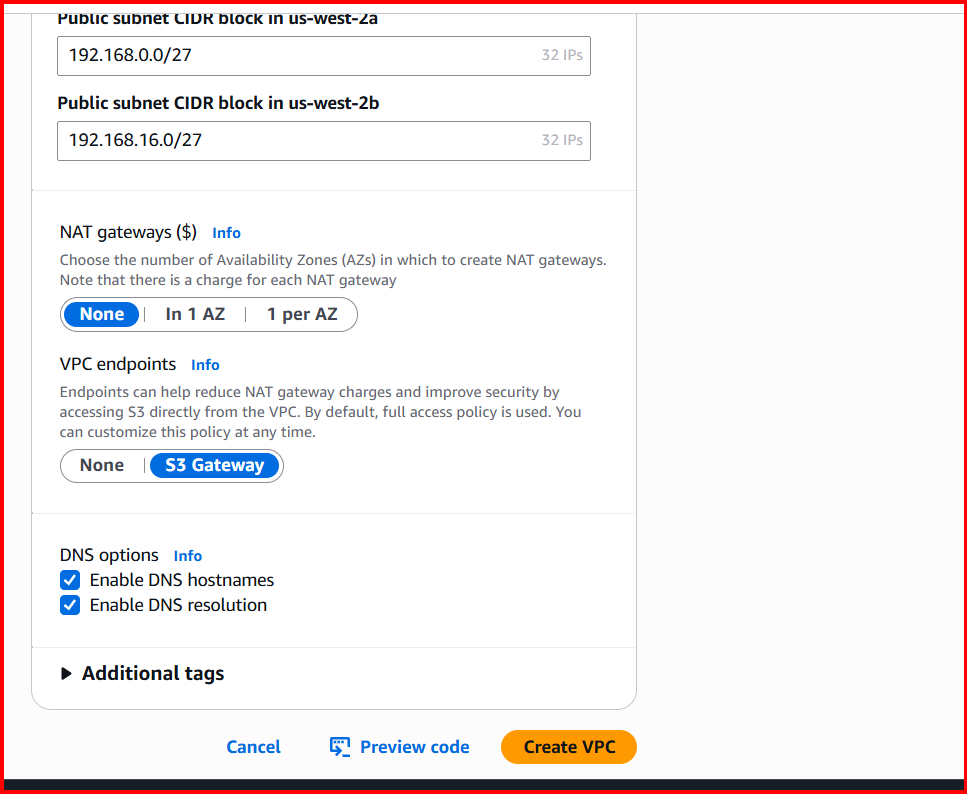 Public subnet CIDR block in us-west-2a
192.168.0.0/27 32 IPs
Public subnet CIDR block in us-west-2b
192.168.16.0/27 32 IPs
NAT gateways ($) Info
Choose the number of Availability Zones (AZs) in which to create NAT gateways.
Note that there is a charge for each NAT gateway
None In 1 AZ 1 per AZ
VPC endpoints Info
Endpoints can help reduce NAT gateway charges and improve security by
accessing S3 directly from the VPC. By default, full access policy is used. You
can customize this policy at any time.
None S3 Gateway
DNS options Info
Enable DNS hostnames
Enable DNS resolution
Additional tags
Cancel Preview code Create VPC